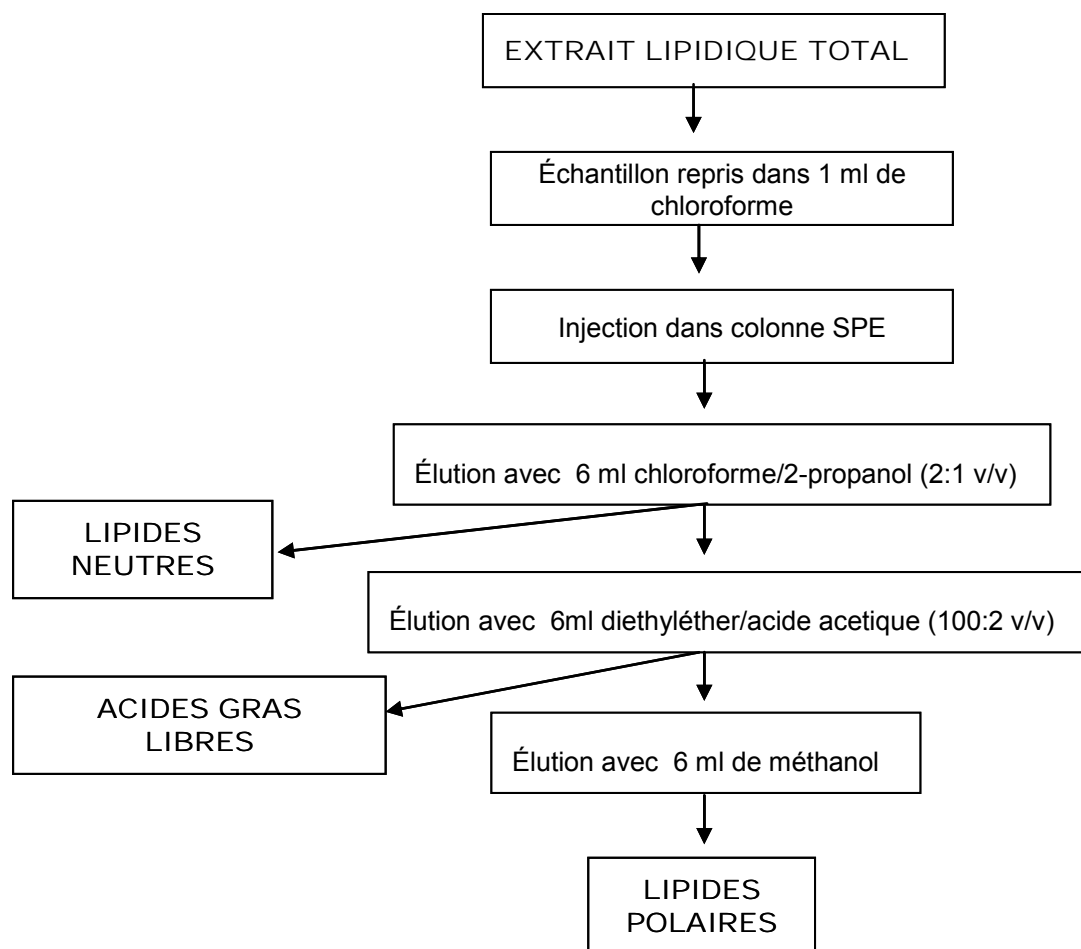 EXTRAIT LIPIDIQUE TOTAL
Échantillon repris dans 1 ml de
chloroforme
Injection dans colonne SPE
Élution avec 6 ml chloroforme/2-propanol (2:1 v/v)
LIPIDES
NEUTRES
Élution avec 6ml diethyléther/acide acetique (100:2 v/v)
ACIDES GRAS
LIBRES
Élution avec 6 ml de méthanol
LIPIDES
POLAIRES